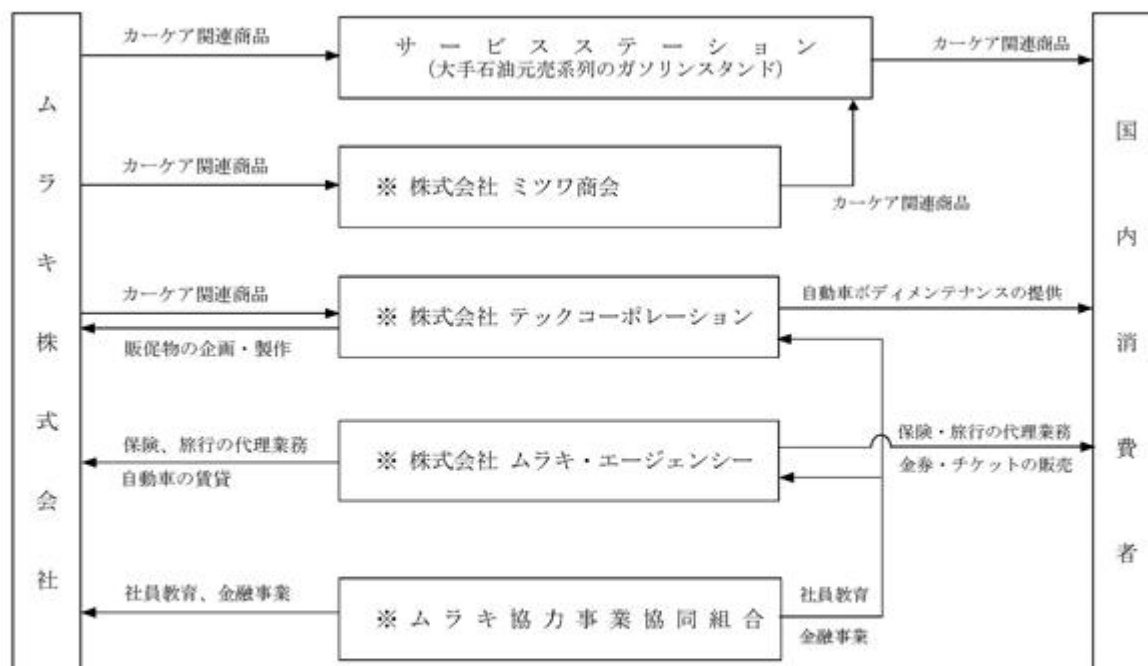 ムラキ株式会社
カーケア関連商品
サービスステーション
(大手石油元売系列のガソリンスタンド)
カーケア関連商品
カーケア関連商品
※ 株式会社 ミツワ商会
カーケア関連商品
カーケア関連商品
販促物の企画・製作
※ 株式会社 テックコーポレーション
自動車ボディメンテナンスの提供
保険、旅行の代理業務
自動車の賃貸
※ 株式会社 ムラキ・エージェンシー
保険・旅行の代理業務
金券・チケットの販売
社員教育、金融事業
※ ムラキ協力事業協同組合
社員教育
金融事業
国内消費者